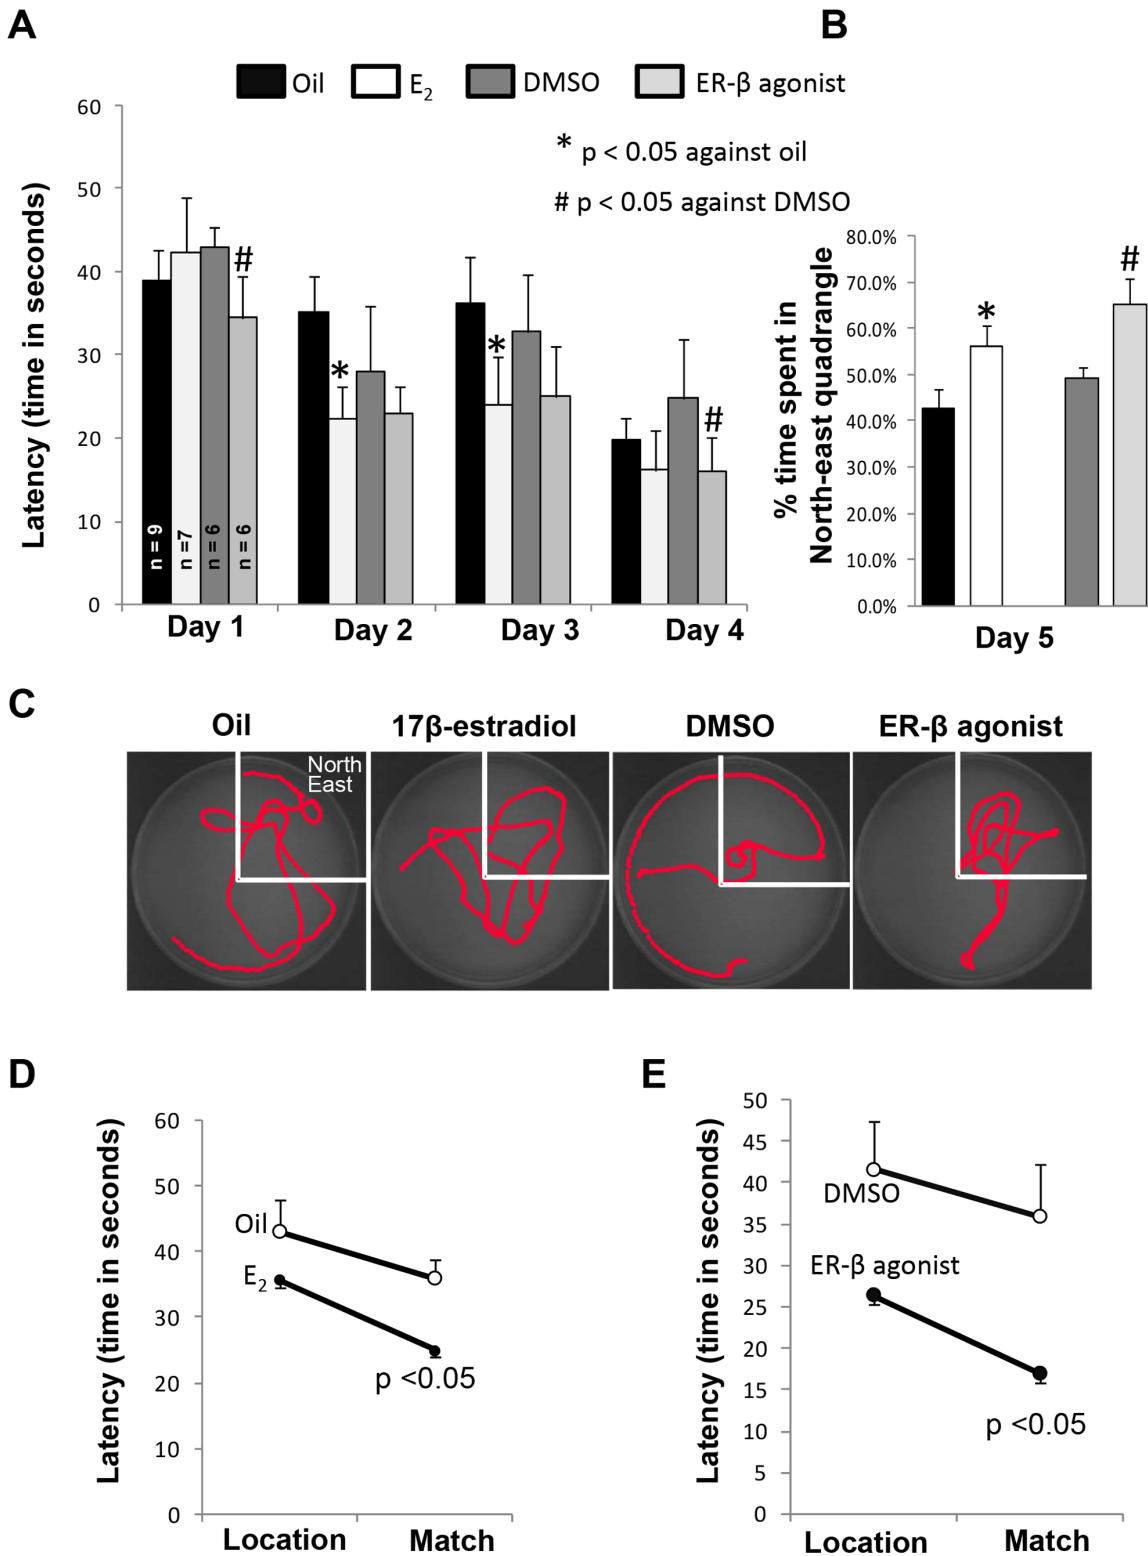 A
B
Oil
E2
DMSO
ER-β agonist
* p < 0.05 against oil
# p < 0.05 against DMSO
Latency (time in seconds)
60
50
40
30
20
10
0
#
*
*
#
n = 9
n =7
n = 6
n = 6
Day 1
Day 2
Day 3
Day 4
% time spent in
North-east quadrangle
80.0%
70.0%
60.0%
50.0%
40.0%
30.0%
20.0%
10.0%
0.0%
*
#
Day 5
C
Oil
17β-estradiol
DMSO
ER-β agonist
North
East
D
Latency (time in seconds)
60
50
40
30
20
10
0
Oil
E2
p <0.05
Location
Match
E
Latency (time in seconds)
50
45
40
35
30
25
20
15
10
5
0
DMSO
ER-β agonist
p <0.05
Location
Match